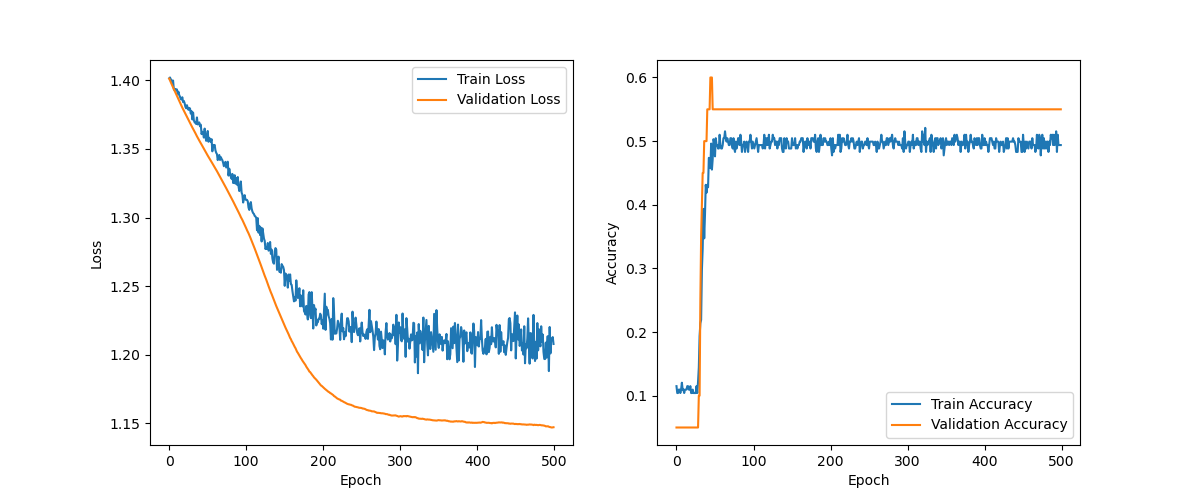 1.40
1.35
1.30
1.25
1.20
1.15
Loss
0 100 200 300 400 500
Epoch
Train Loss
Validation Loss
0.6
0.5
0.4
0.3
0.2
0.1
Accuracy
0 100 200 300 400 500
Epoch
Train Accuracy
Validation Accuracy